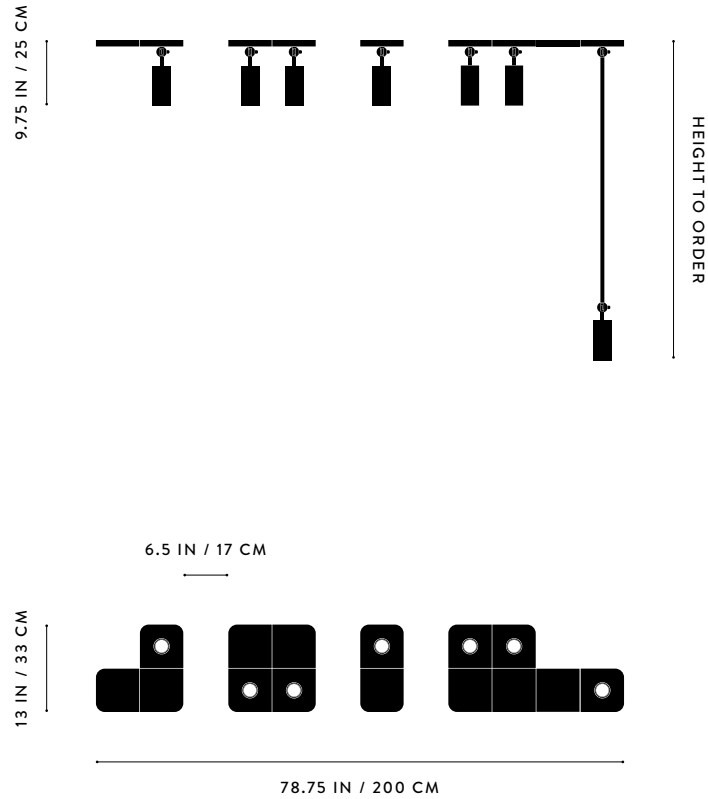 9.75 IN / 25 CM
HEIGHT TO ORDER
6.5 IN / 17 CM
13 IN / 33 CM
78.75 IN / 200 CM